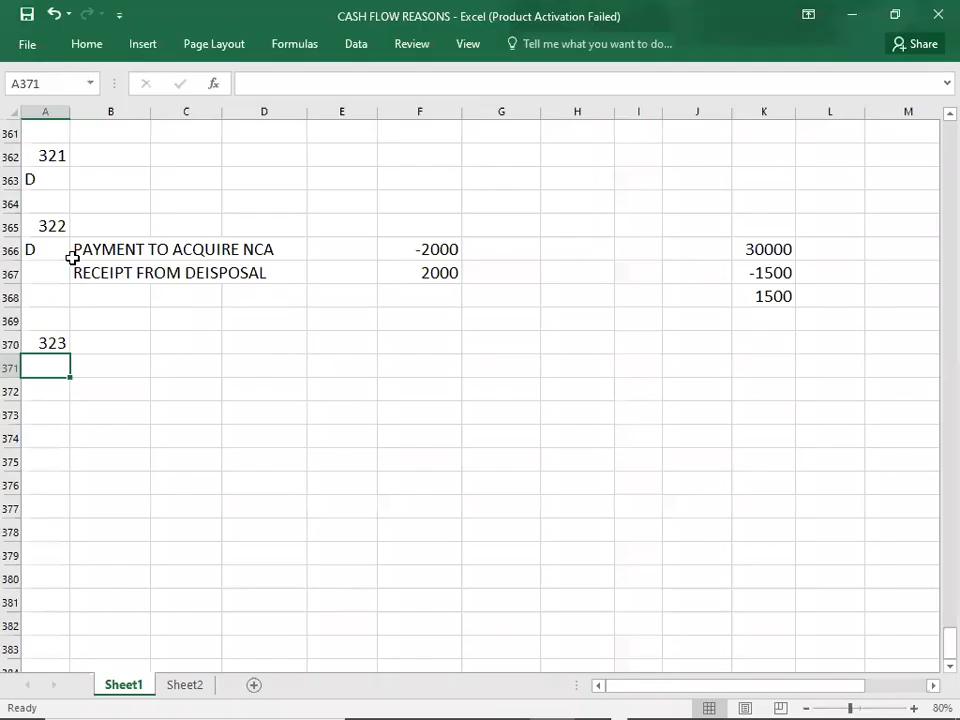 CASH FLOW REASONS - Excel (Product Activation Failed)
File Home Insert Page Layout Formulas Data Review View Tell me what you want to do... Share
A371 fx
A B C D E F G H I J K L M
361
362 321
363 D
364
365 322
366 D PAYMENT TO ACQUIRE NCA -2000 30000
367 RECEIPT FROM DEISPOSAL 2000 -1500
368 1500
369
370 323
371
372
373
374
375
376
377
378
379
380
381
382
383
Sheet1 Sheet2
Ready 80%